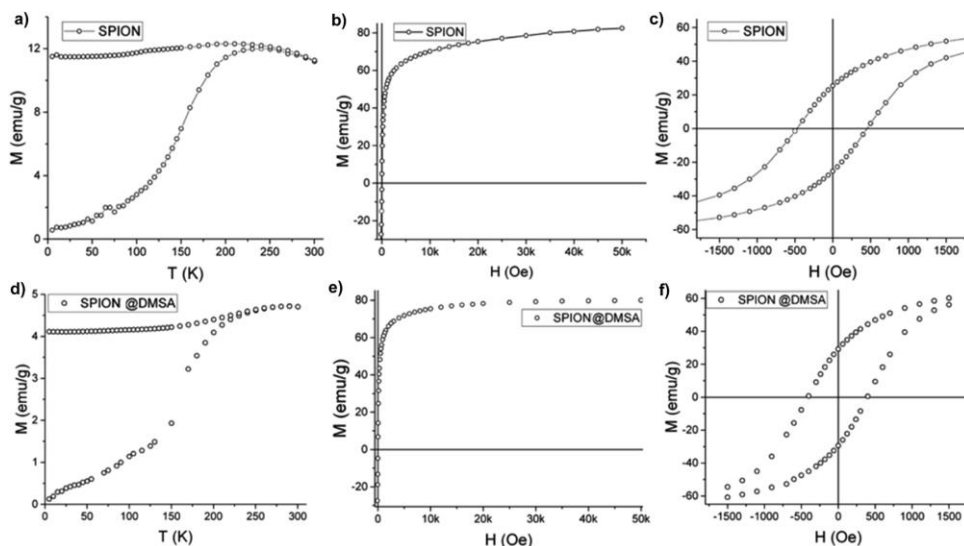 a)
SPION
M (emu/g)
12
8
4
0
0
50
100
150
200
250
300
T (K)
b)
SPION
M (emu/g)
80
60
40
20
0
-20
0
10k
20k
30k
40k
50k
H (Oe)
c)
SPION
M (emu/g)
60
40
20
0
-20
-40
-60
-1500
-1000
-500
0
500
1000
1500
H (Oe)
d)
SPION @DMSA
M (emu/g)
5
4
3
2
1
0
0
50
100
150
200
250
300
T (K)
e)
SPION@DMSA
M (emu/g)
80
60
40
20
0
-20
0
10k
20k
30k
40k
50k
H (Oe)
f)
SPION @DMSA
M (emu/g)
60
40
20
0
-20
-40
-60
-1500
-1000
-500
0
500
1000
1500
H (Oe)